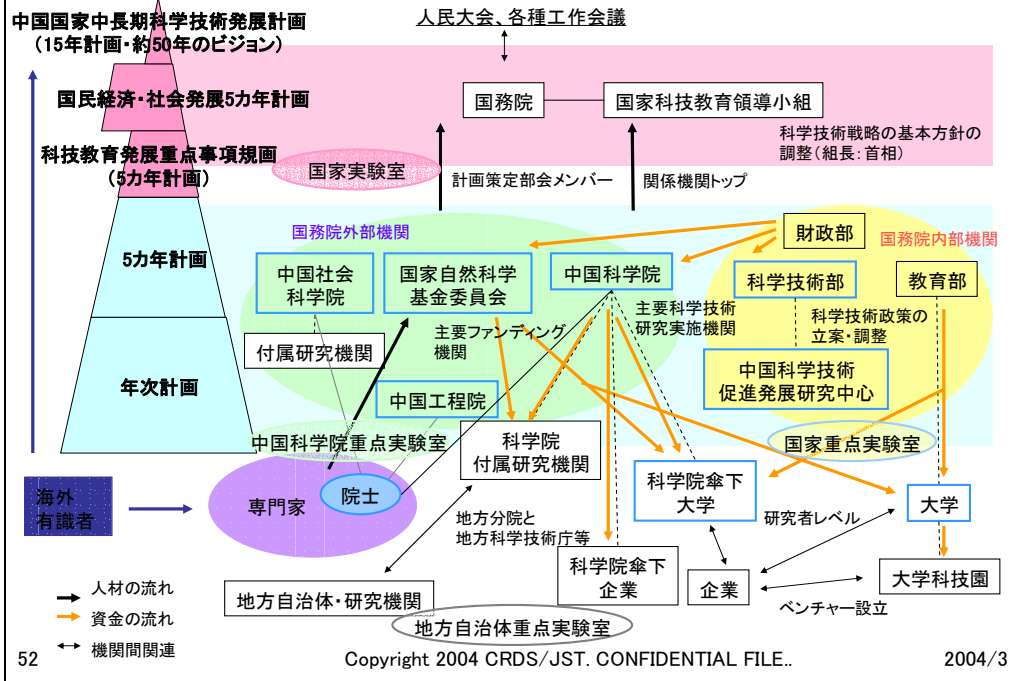 中国国家中長期科学技術発展計画
（15年計画・約50年のビジョン）
国民経済・社会発展5カ年計画
科技教育発展重点事項規画
（5カ年計画）
5カ年計画
年次計画
人民大会、各種工作会議
国務院
国家科技教育領導小組
科学技術戦略の基本方針の
調整（組長：首相）
国家実験室
計画策定部会メンバー
関係機関トップ
国務院外部機関
財政部
国務院内部機関
中国社会
科学院
国家自然科学
基金委員会
中国科学院
科学技術部
教育部
主要ファンディング
機関
主要科学技術
研究実施機関
科学技術政策の
立案・調整
付属研究機関
中国科学技術
促進発展研究中心
中国工程院
中国科学院重点実験室
科学院
付属研究機関
国家重点実験室
海外
有識者
専門家
院士
科学院傘下
大学
大学
地方分院と
地方科学技術庁等
研究者レベル
科学院傘下
企業
企業
大学科技園
ベンチャー設立
地方自治体・研究機関
地方自治体重点実験室
人材の流れ
資金の流れ
機関間関連
52
Copyright 2004 CRDS/JST. CONFIDENTIAL FILE..
2004/3